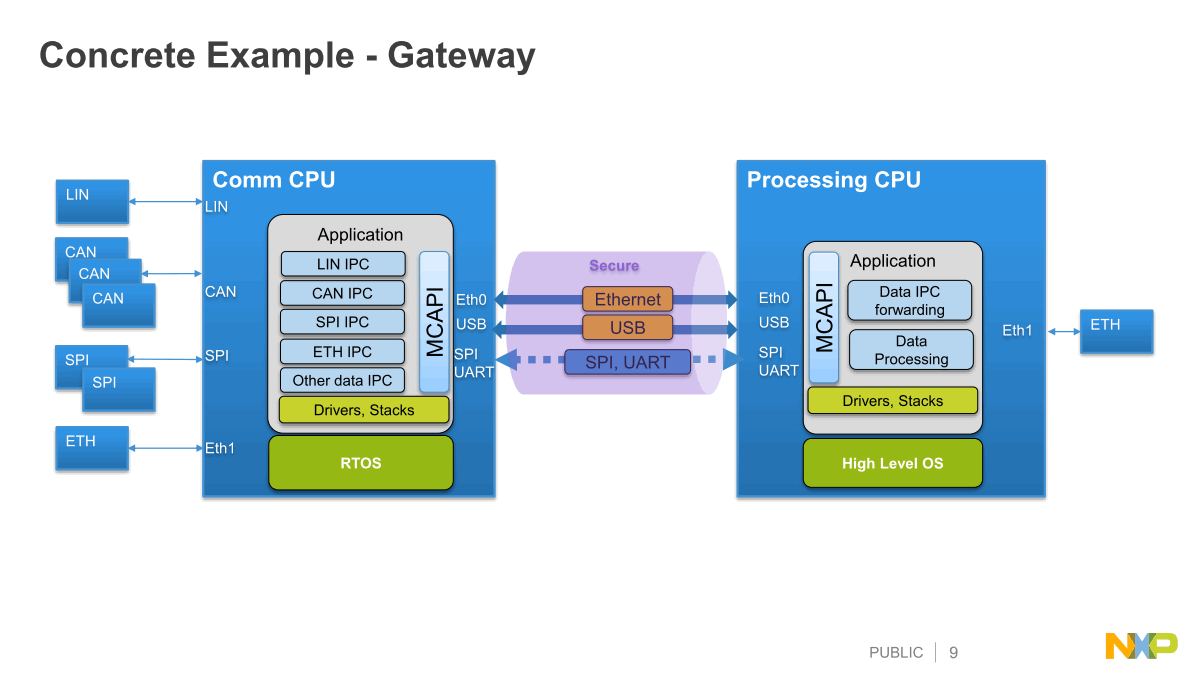 Concrete Example - Gateway
LIN
CAN
CAN
CAN
SPI
SPI
ETH
Comm CPU
LIN
CAN
SPI
Eth1
Application
LIN IPC
CAN IPC
SPI IPC
ETH IPC
Other data IPC
MCAPI
Drivers, Stacks
RTOS
Eth0
USB
SPI
UART
Secure
Ethernet
USB
SPI, UART
Processing CPU
Eth0
USB
SPI
UART
MCAPI
Application
Data IPC
forwarding
Data
Processing
Drivers, Stacks
High Level OS
Eth1
ETH
PUBLIC
9
NXP